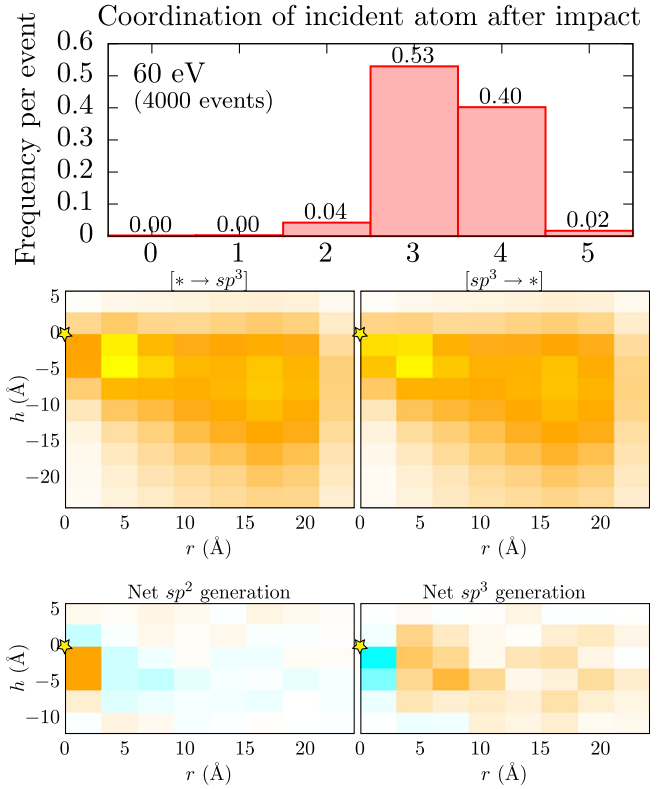 Coordination of incident atom after impact
Frequency per event
0.6
0.5
0.4
0.3
0.2
0.1
0
60 eV
(4000 events)
0.00
0.00
0.04
0.53
0.40
0.02
0 1 2 3 4 5
[∗ → sp³]
[sp³ → ∗]
h (Å)
5
0
−5
−10
−15
−20
0 5 10 15 20
0 5 10 15 20
r (Å)
r (Å)
Net sp² generation
Net sp³ generation
h (Å)
5
0
−5
−10
0 5 10 15 20
0 5 10 15 20
r (Å)
r (Å)